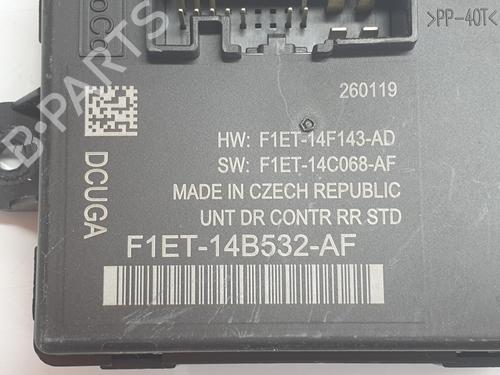 >PP-40T<
260119
HW: F1ET-14F143-AD
SW: F1ET-14C068-AF
MADE IN CZECH REPUBLIC
UNT DR CONTR RR STD
DCUGA
F1ET-14B532-AF
B-PARTS